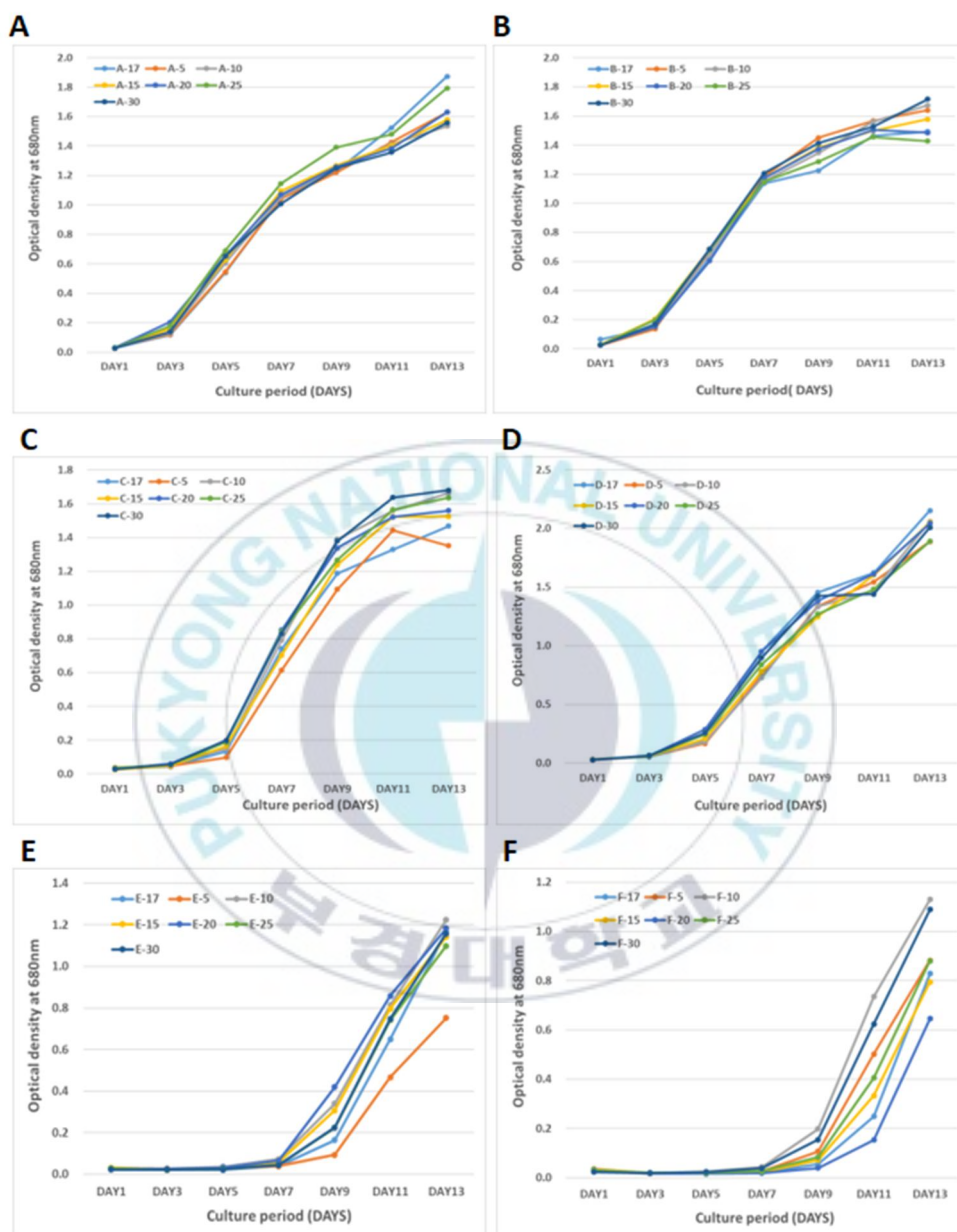 A
2.0
1.8
1.6
1.4
1.2
1.0
0.8
0.6
0.4
0.2
0.0
A-17 A-5 A-10
A-15 A-20 A-25
A-30
Optical density at 680nm
DAY1 DAY3 DAY5 DAY7 DAY9 DAY11 DAY13
Culture period (DAYS)
B
2.0
1.8
1.6
1.4
1.2
1.0
0.8
0.6
0.4
0.2
0.0
B-17 B-5 B-10
B-15 B-20 B-25
B-30
Optical density at 680nm
DAY1 DAY3 DAY5 DAY7 DAY9 DAY11 DAY13
Culture period( DAYS)
C
1.8
1.6
1.4
1.2
1.0
0.8
0.6
0.4
0.2
0.0
C-17 C-5 C-10
C-15 C-20 C-25
C-30
Optical density at 680nm
DAY1 DAY3 DAY5 DAY7 DAY9 DAY11 DAY13
Culture period (DAYS)
D
2.5
2.0
1.5
1.0
0.5
0.0
D-17 D-5 D-10
D-15 D-20 D-25
D-30
Optical density at 680nm
DAY1 DAY3 DAY5 DAY7 DAY9 DAY11 DAY13
Culture period (DAYS)
E
1.4
1.2
1.0
0.8
0.6
0.4
0.2
0.0
E-17 E-5 E-10
E-15 E-20 E-25
E-30
Optical density at 680nm
DAY1 DAY3 DAY5 DAY7 DAY9 DAY11 DAY13
Culture period (DAYS)
F
1.2
1.0
0.8
0.6
0.4
0.2
0.0
F-17 F-5 F-10
F-15 F-20 F-25
F-30
Optical density at 680nm
DAY1 DAY3 DAY5 DAY7 DAY9 DAY11 DAY13
Culture period (DAYS)
PUKYONG NATIONAL UNIVERSITY
부경대학교